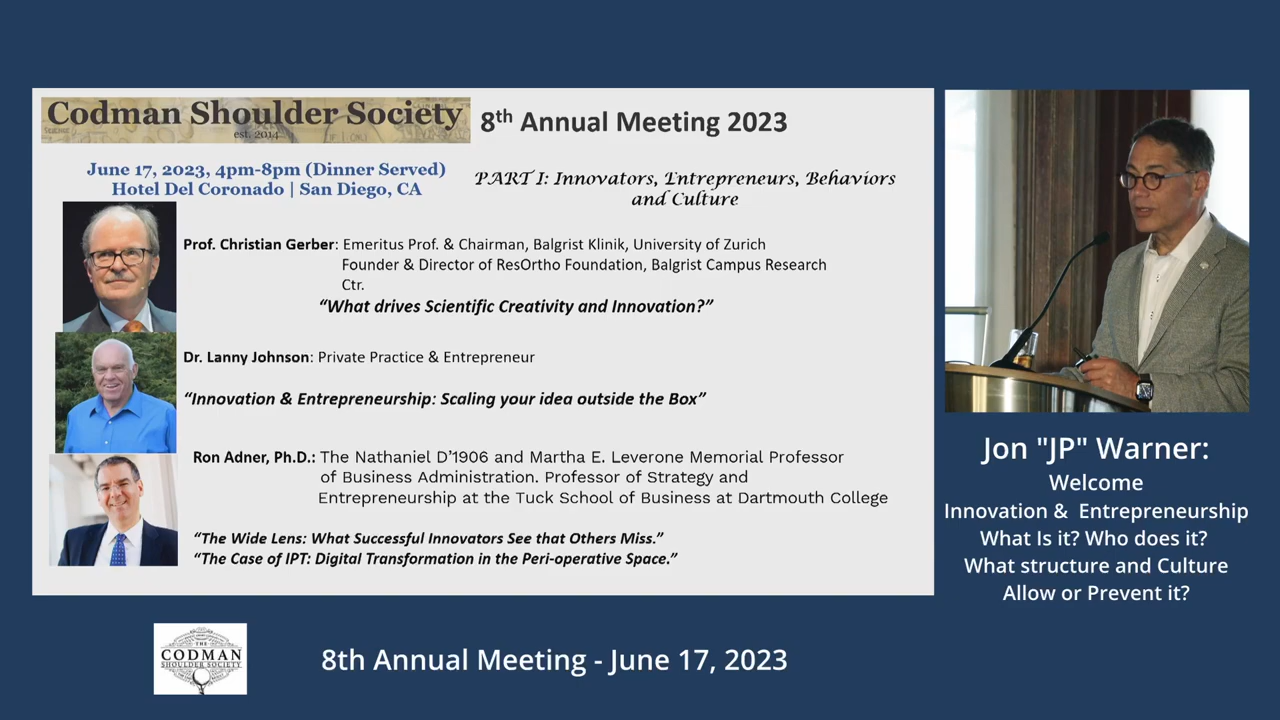 Codman Shoulder Society
est. 2014
8th Annual Meeting 2023
June 17, 2023, 4pm-8pm (Dinner Served)
Hotel Del Coronado | San Diego, CA
PART I: Innovators, Entrepreneurs, Behaviors
and Culture
Prof. Christian Gerber: Emeritus Prof. & Chairman, Balgrist Klinik, University of Zurich
Founder & Director of ResOrtho Foundation, Balgrist Campus Research
Ctr.
“What drives Scientific Creativity and Innovation?”
Dr. Lanny Johnson: Private Practice & Entrepreneur
“Innovation & Entrepreneurship: Scaling your idea outside the Box”
Ron Adner, Ph.D.: The Nathaniel D’1906 and Martha E. Leverone Memorial Professor
of Business Administration. Professor of Strategy and
Entrepreneurship at the Tuck School of Business at Dartmouth College
“The Wide Lens: What Successful Innovators See that Others Miss.”
“The Case of IPT: Digital Transformation in the Peri-operative Space.”
Jon "JP" Warner:
Welcome
Innovation & Entrepreneurship
What Is it? Who does it?
What structure and Culture
Allow or Prevent it?
THE
CODMAN
SHOULDER SOCIETY
8th Annual Meeting - June 17, 2023